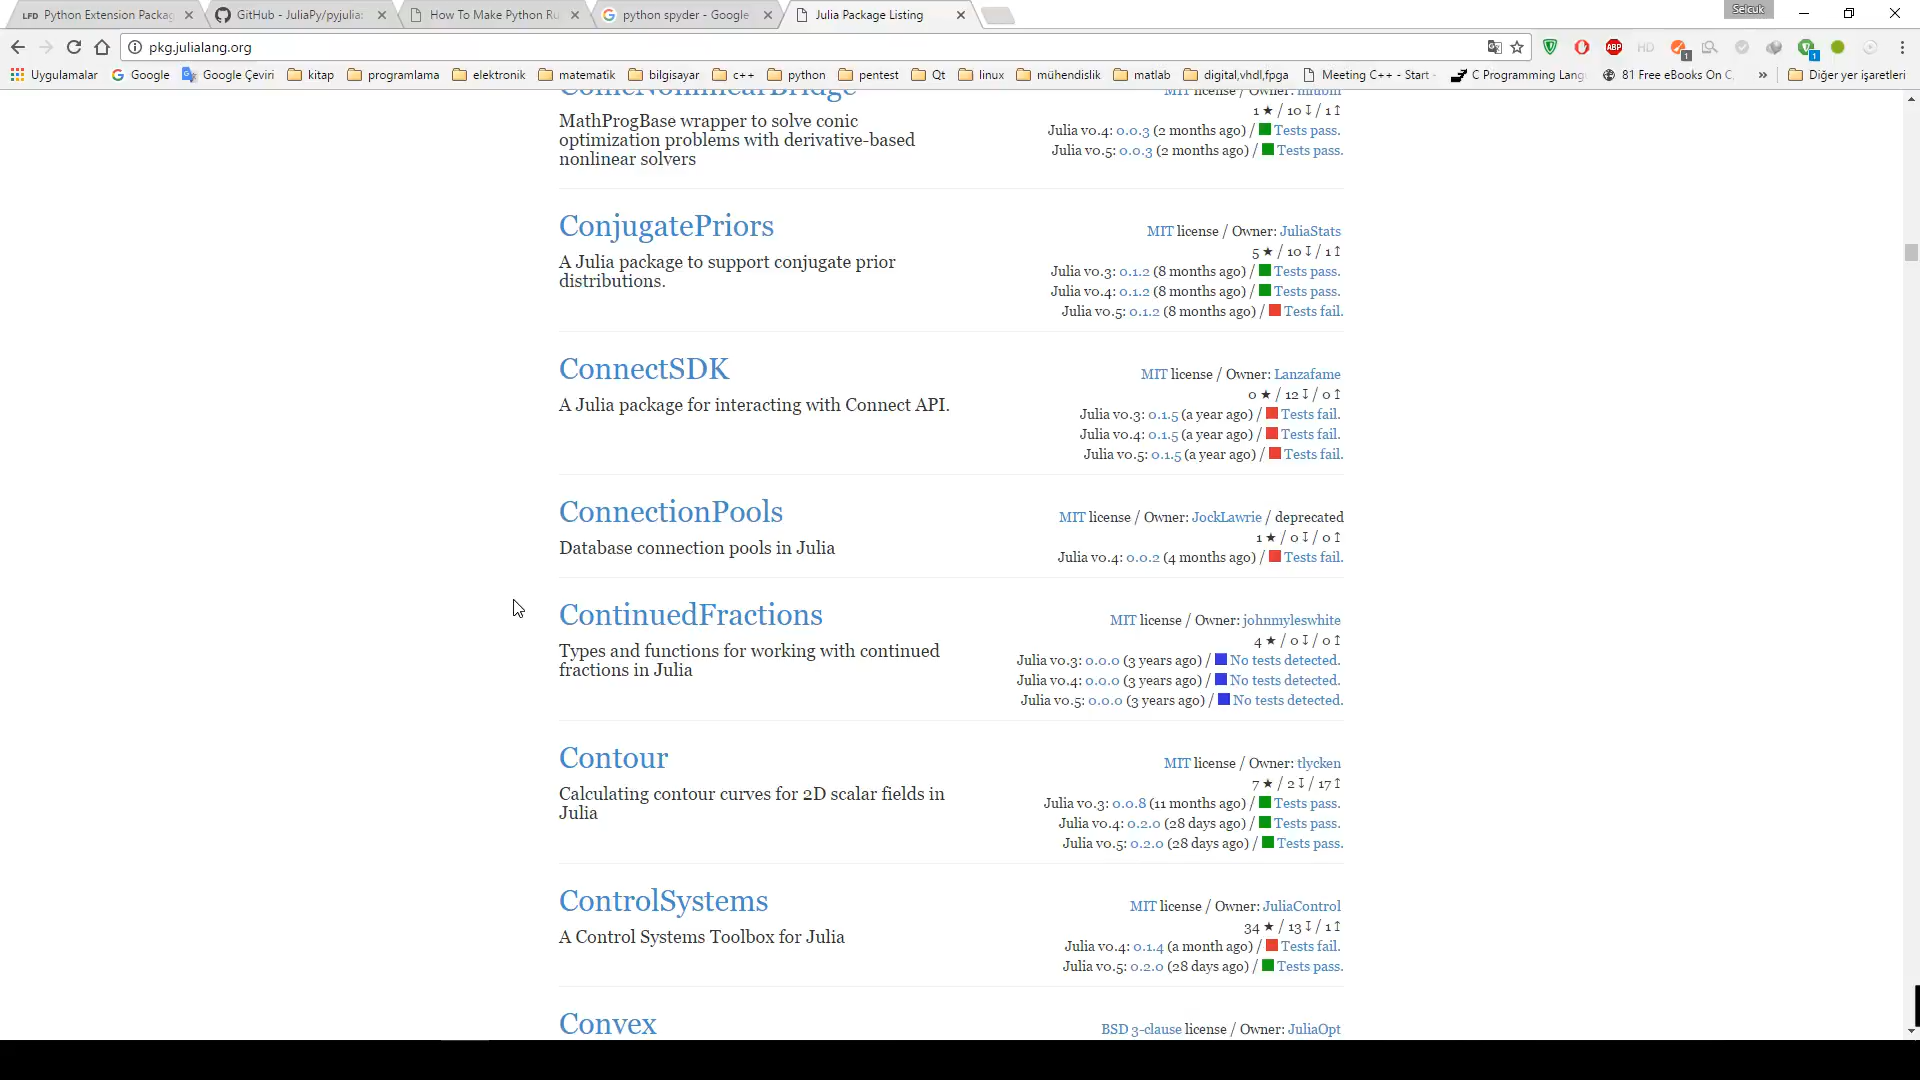 Python Extension Packag
GitHub - JuliaPy/pyjulia:
How To Make Python Ru
python spyder - Google
Julia Package Listing
Selcuk
pkg.julialang.org
ABP
HD
1
1
Uygulamalar
Google
Google Çeviri
kitap
programlama
elektronik
matematik
bilgisayar
c++
python
pentest
Qt
linux
mühendislik
matlab
digital,vhdl,fpga
Meeting C++ - Start
C Programming Lang
81 Free eBooks On C
»
Diğer yer işaretleri
ConicNonlinearBridge
MIT license / Owner: mlubin
MathProgBase wrapper to solve conic
optimization problems with derivative-based
nonlinear solvers
1 ★ / 10 ↧ / 1 ↥
Julia v0.4: 0.0.3 (2 months ago) / Tests pass.
Julia v0.5: 0.0.3 (2 months ago) / Tests pass.
ConjugatePriors
A Julia package to support conjugate prior
distributions.
MIT license / Owner: JuliaStats
5 ★ / 10 ↧ / 1 ↥
Julia v0.3: 0.1.2 (8 months ago) / Tests pass.
Julia v0.4: 0.1.2 (8 months ago) / Tests pass.
Julia v0.5: 0.1.2 (8 months ago) / Tests fail.
ConnectSDK
A Julia package for interacting with Connect API.
MIT license / Owner: Lanzafame
0 ★ / 12 ↧ / 0 ↥
Julia v0.3: 0.1.5 (a year ago) / Tests fail.
Julia v0.4: 0.1.5 (a year ago) / Tests fail.
Julia v0.5: 0.1.5 (a year ago) / Tests fail.
ConnectionPools
Database connection pools in Julia
MIT license / Owner: JockLawrie / deprecated
1 ★ / 0 ↧ / 0 ↥
Julia v0.4: 0.0.2 (4 months ago) / Tests fail.
ContinuedFractions
Types and functions for working with continued
fractions in Julia
MIT license / Owner: johnmyleswhite
4 ★ / 0 ↧ / 0 ↥
Julia v0.3: 0.0.0 (3 years ago) / No tests detected.
Julia v0.4: 0.0.0 (3 years ago) / No tests detected.
Julia v0.5: 0.0.0 (3 years ago) / No tests detected.
Contour
Calculating contour curves for 2D scalar fields in
Julia
MIT license / Owner: tlycken
7 ★ / 2 ↧ / 17 ↥
Julia v0.3: 0.0.8 (11 months ago) / Tests pass.
Julia v0.4: 0.2.0 (28 days ago) / Tests pass.
Julia v0.5: 0.2.0 (28 days ago) / Tests pass.
ControlSystems
A Control Systems Toolbox for Julia
MIT license / Owner: JuliaControl
34 ★ / 13 ↧ / 1 ↥
Julia v0.4: 0.1.4 (a month ago) / Tests fail.
Julia v0.5: 0.2.0 (28 days ago) / Tests pass.
Convex
BSD 3-clause license / Owner: JuliaOpt